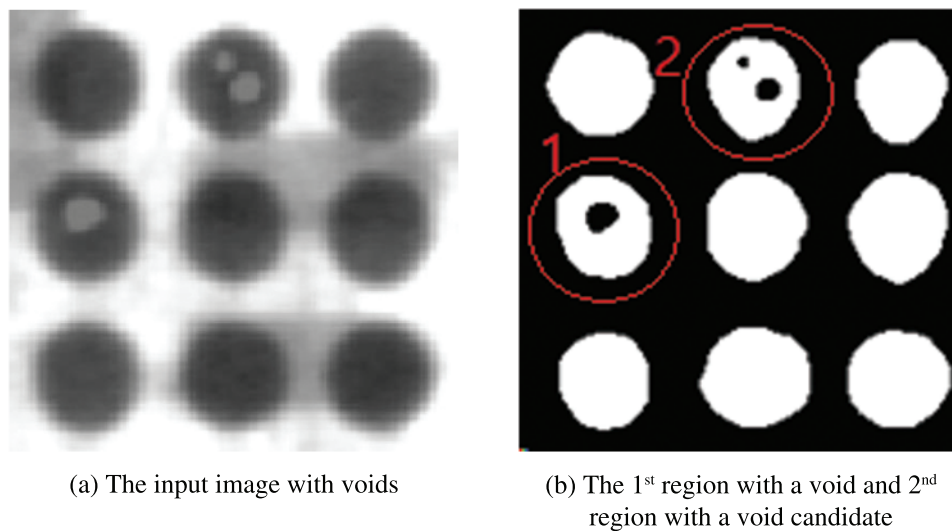 2
1
(a) The input image with voids
(b) The 1st region with a void and 2nd
region with a void candidate